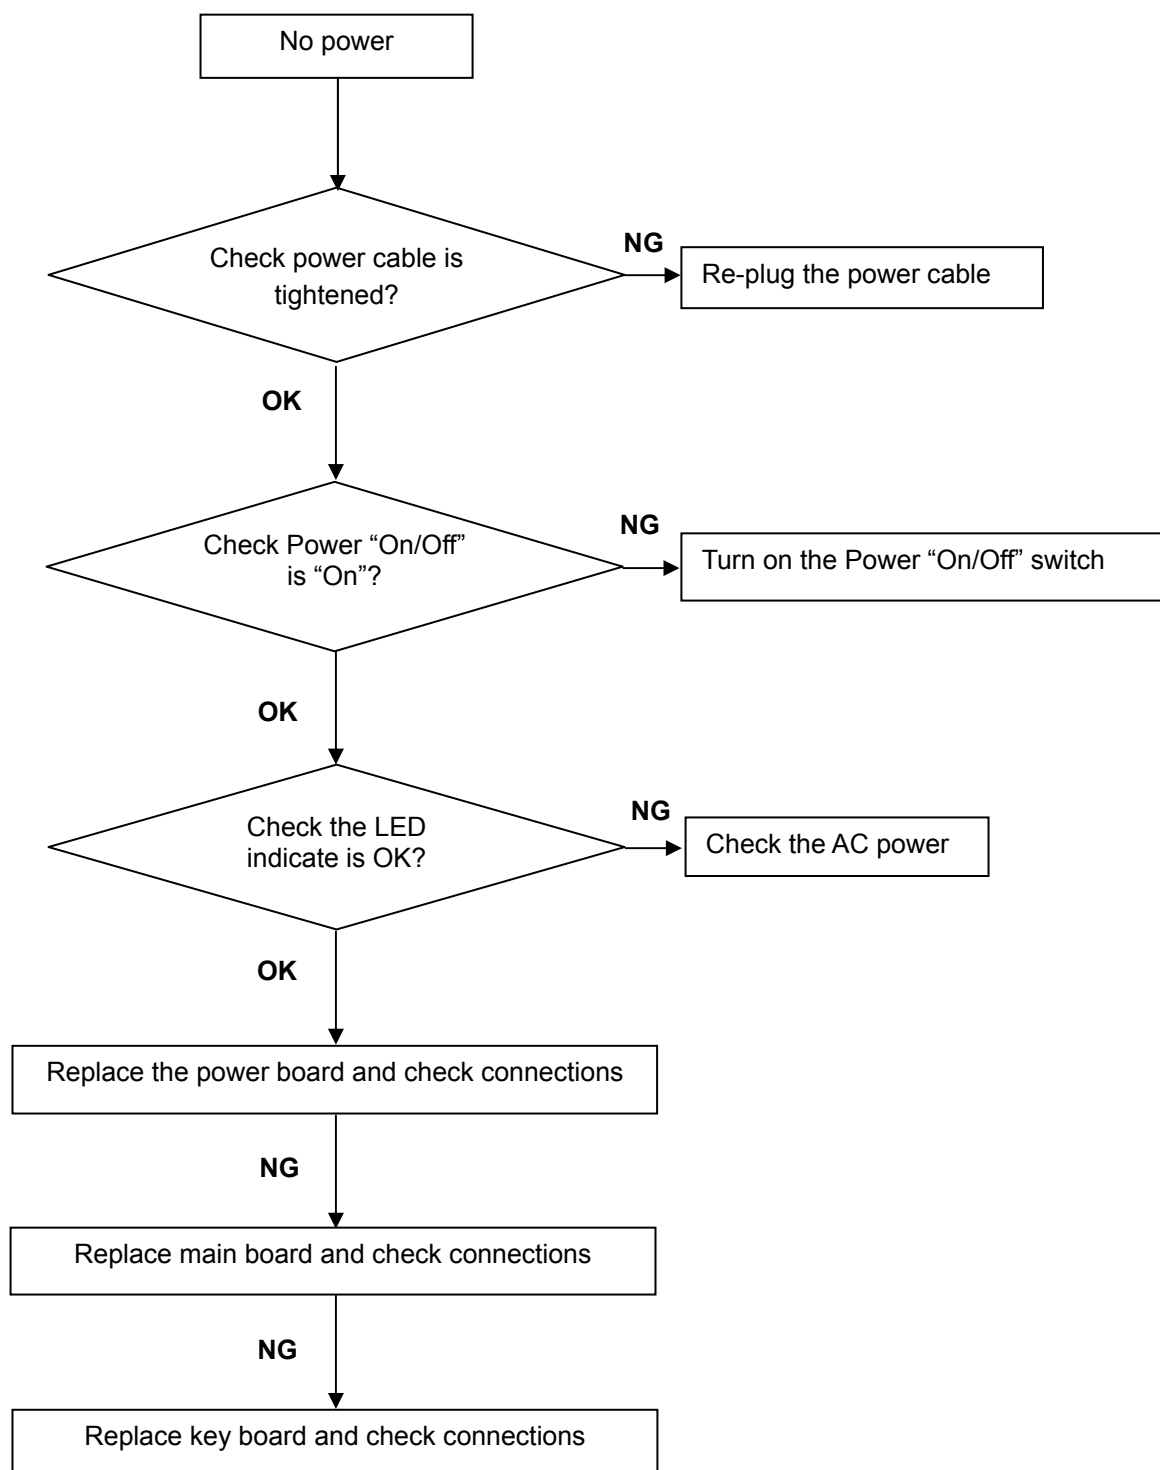 No power
Check power cable is
tightened?
NG
Re-plug the power cable
OK
Check Power “On/Off”
is “On”?
NG
Turn on the Power “On/Off” switch
OK
Check the LED
indicate is OK?
NG
Check the AC power
OK
Replace the power board and check connections
NG
Replace main board and check connections
NG
Replace key board and check connections